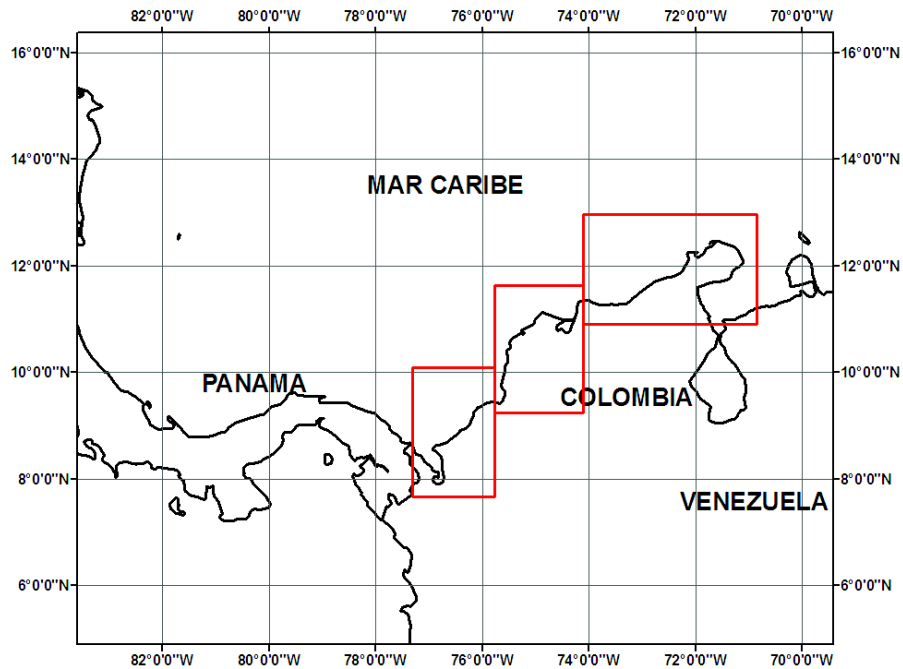 82°0'0"W 80°0'0"W 78°0'0"W 76°0'0"W 74°0'0"W 72°0'0"W 70°0'0"W
16°0'0"N 16°0'0"N
14°0'0"N 14°0'0"N
MAR CARIBE
12°0'0"N 12°0'0"N
10°0'0"N 10°0'0"N
PANAMA
COLOMBIA
8°0'0"N 8°0'0"N
VENEZUELA
6°0'0"N 6°0'0"N
82°0'0"W 80°0'0"W 78°0'0"W 76°0'0"W 74°0'0"W 72°0'0"W 70°0'0"W